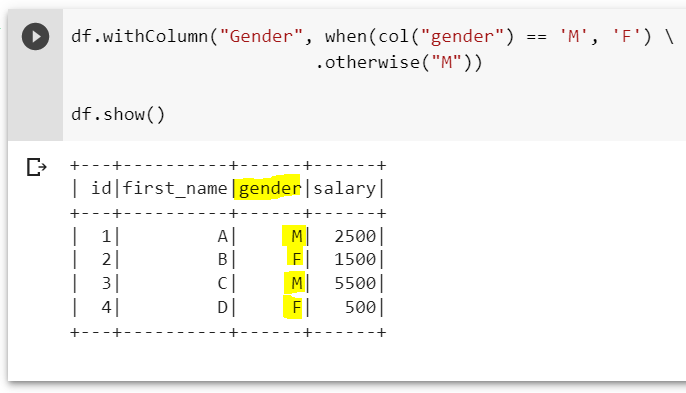 df.withColumn("Gender", when(col("gender") == 'M', 'F') \
.otherwise("M"))
df.show()
+---+----------+------+------+
| id|first_name|gender|salary|
+---+----------+------+------+
|  1|         A|     M|  2500|
|  2|         B|     F|  1500|
|  3|         C|     M|  5500|
|  4|         D|     F|   500|
+---+----------+------+------+